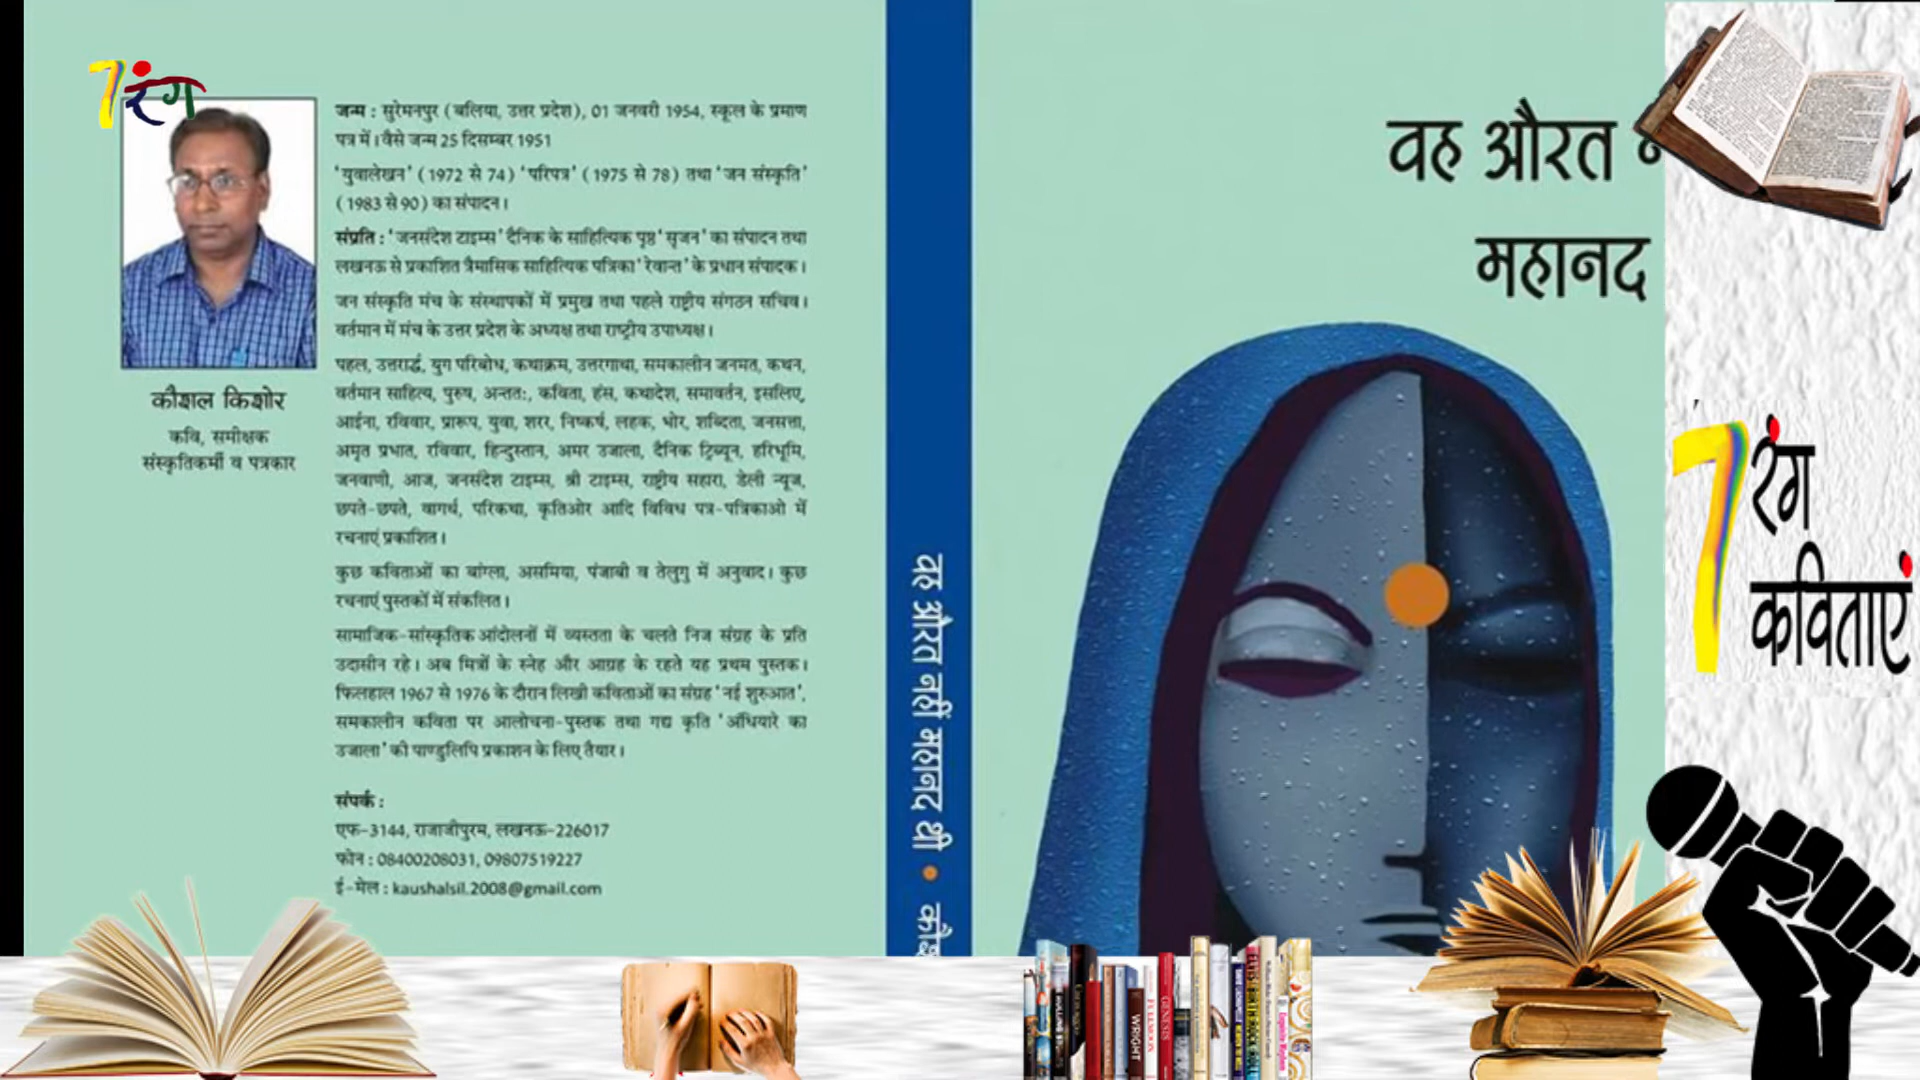 7रंग
जन्म : सुरेमनपुर (बलिया, उत्तर प्रदेश), 01 जनवरी 1954, स्कूल के प्रमाण
पत्र में। वैसे जन्म 25 दिसम्बर 1951
'युवालेखन' (1972 से 74) 'परिपत्र' (1975 से 78) तथा 'जन संस्कृति'
(1983 से 90) का संपादन।
संप्रति : 'जनसंदेश टाइम्स' दैनिक के साहित्यिक पृष्ठ 'सृजन' का संपादन तथा
लखनऊ से प्रकाशित त्रैमासिक साहित्यिक पत्रिका 'रेवान्त' के प्रधान संपादक।
जन संस्कृति मंच के संस्थापकों में प्रमुख तथा पहले राष्ट्रीय संगठन सचिव।
वर्तमान में मंच के उत्तर प्रदेश के अध्यक्ष तथा राष्ट्रीय उपाध्यक्ष।
पहल, उत्तरार्द्ध, युग परिबोध, कथाक्रम, उत्तरगाथा, समकालीन जनमत, कथन,
वर्तमान साहित्य, पुरुष, अन्ततः, कविता, हंस, कथादेश, समावर्तन, इसलिए,
आईना, रविवार, प्रारूप, युवा, शरर, निष्कर्ष, लहक, भोर, शब्दिता, जनसत्ता,
अमृत प्रभात, रविवार, हिन्दुस्तान, अमर उजाला, दैनिक ट्रिब्यून, हरिभूमि,
जनवाणी, आज, जनसंदेश टाइम्स, श्री टाइम्स, राष्ट्रीय सहारा, डेली न्यूज,
छपते-छपते, वागर्थ, परिकथा, कृतिओर आदि विविध पत्र-पत्रिकाओ में
रचनाएं प्रकाशित।
कुछ कविताओं का बांग्ला, असमिया, पंजाबी व तेलुगु में अनुवाद। कुछ
रचनाएं पुस्तकों में संकलित।
सामाजिक-सांस्कृतिक आंदोलनों में व्यस्तता के चलते निज संग्रह के प्रति
उदासीन रहे। अब मित्रों के स्नेह और आग्रह के रहते यह प्रथम पुस्तक।
फिलहाल 1967 से 1976 के दौरान लिखी कविताओं का संग्रह 'नई शुरुआत',
समकालीन कविता पर आलोचना-पुस्तक तथा गद्य कृति 'अंधियारे का
उजाला' की पाण्डुलिपि प्रकाशन के लिए तैयार।
संपर्क :
एफ-3144, राजाजीपुरम, लखनऊ-226017
फोन : 08400208031, 09807519227
ई-मेल : kaushalsil.2008@gmail.com
कौशल किशोर
कवि, समीक्षक
संस्कृतिकर्मी व पत्रकार
वह औरत नहीं महानद थी •
वह औरत
महानद
7 रंग
कविताएं
WRIGHT
GENESIS